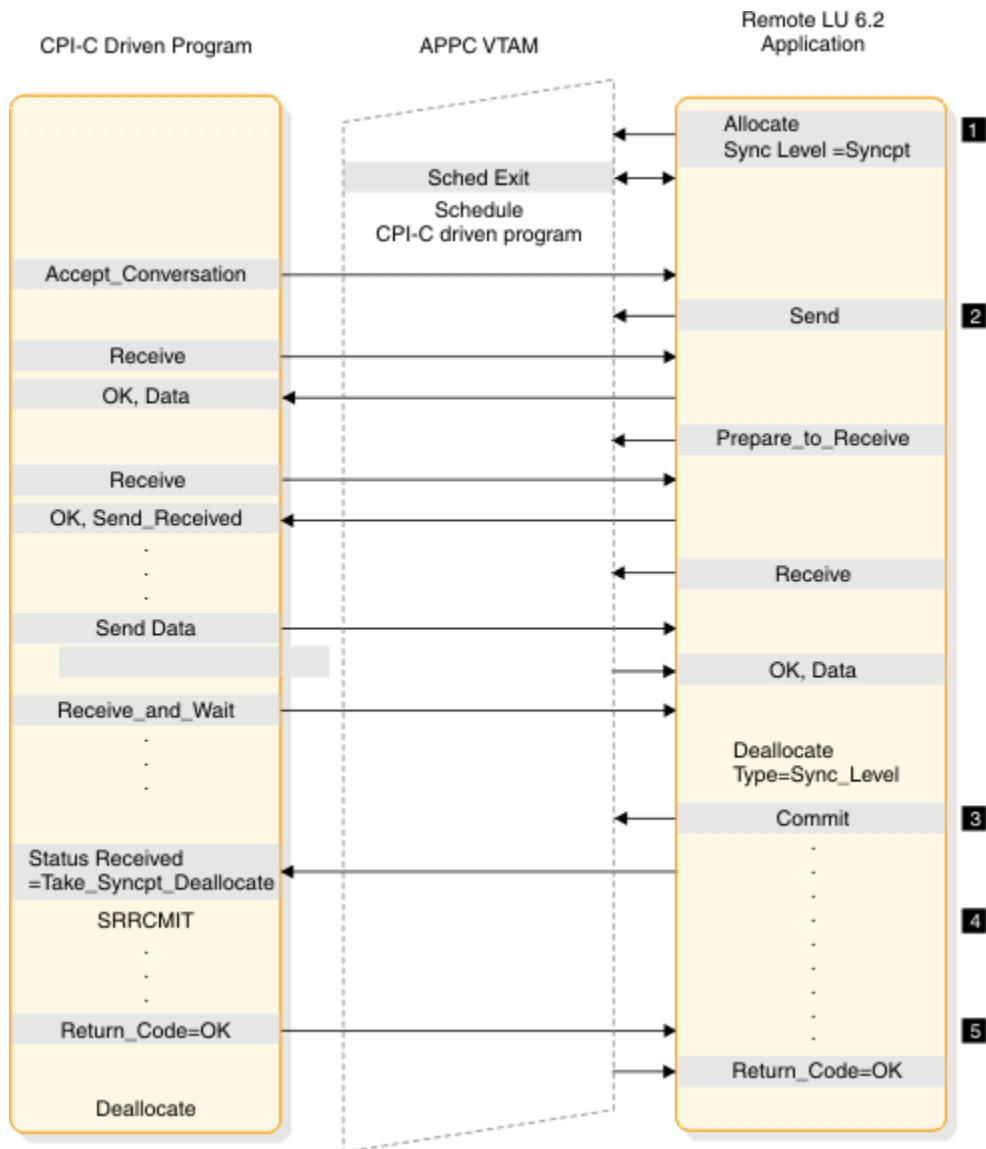 CPI-C Driven Program
APPC VTAM
Remote LU 6.2
Application
Allocate
Sync Level =Syncpt
1
Sched Exit
Schedule
CPI-C driven program
Accept_Conversation
Send
2
Receive
OK, Data
Prepare_to_Receive
Receive
OK, Send_Received
.
.
.
Receive
Send Data
OK, Data
Receive_and_Wait
.
.
.
Deallocate
Type=Sync_Level
Commit
3
Status Received
=Take_Syncpt_Deallocate
SRRCMIT
4
.
.
.
.
.
.
.
.
.
.
.
.
Return_Code=OK
5
Return_Code=OK
Deallocate